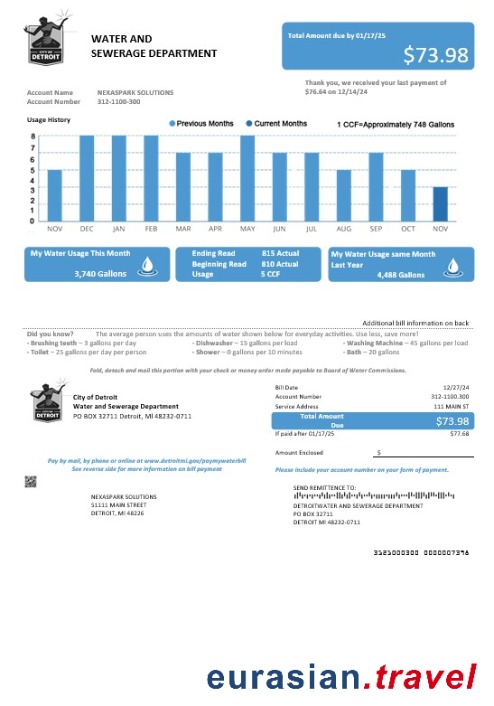 CITY OF
DETROIT
WATER AND
SEWERAGE DEPARTMENT
Total Amount due by 01/17/25
$73.98
Thank you, we received your last payment of
$76.64 on 12/14/24
Account Name NEXASPARK SOLUTIONS
Account Number 312-1100-300
Usage History
Previous Months Current Months 1 CCF=Approximately 748 Gallons
8
7
6
5
4
3
2
1
0
NOV DEC JAN FEB MAR APR MAY JUN JUL AUG SEP OCT NOV
My Water Usage This Month
3,740 Gallons
Ending Read 815 Actual
Beginning Read 810 Actual
Usage 5 CCF
My Water Usage same Month
Last Year
4,488 Gallons
Additional bill information on back
Did you know? The average person uses the amounts of water shown below for everyday activities. Use less, save more!
- Brushing teeth – 3 gallons per day - Dishwasher – 15 gallons per load - Washing Machine – 45 gallons per load
- Toilet – 25 gallons per day per person - Shower – 8 gallons per 10 minutes - Bath – 20 gallons
Fold, detach and mail this portion with your check or money order made payable to Board of Water Commissions.
CITY OF
DETROIT
City of Detroit
Water and Sewerage Department
PO BOX 32711 Detroit, MI 48232-0711
Bill Date 12/27/24
Account Number 312-1100.300
Service Address 111 MAIN ST
Total Amount
Due
$73.98
If paid after 01/17/25 $77.68
Amount Enclosed $
Pay by mail, by phone or online at www.detroitmi.gov/paymywaterbill
See reverse side for more information on bill payment
Please include your account number on your form of payment.
NEXASPARK SOLUTIONS
51111 MAIN STREET
DETROIT, MI 48226
SEND REMITTANCE TO:
DETROITWATER AND SEWERAGE DEPARTMENT
PO BOX 32711
DETROIT MI 48232-0711
3121000300 0000007398
eurasian.travel